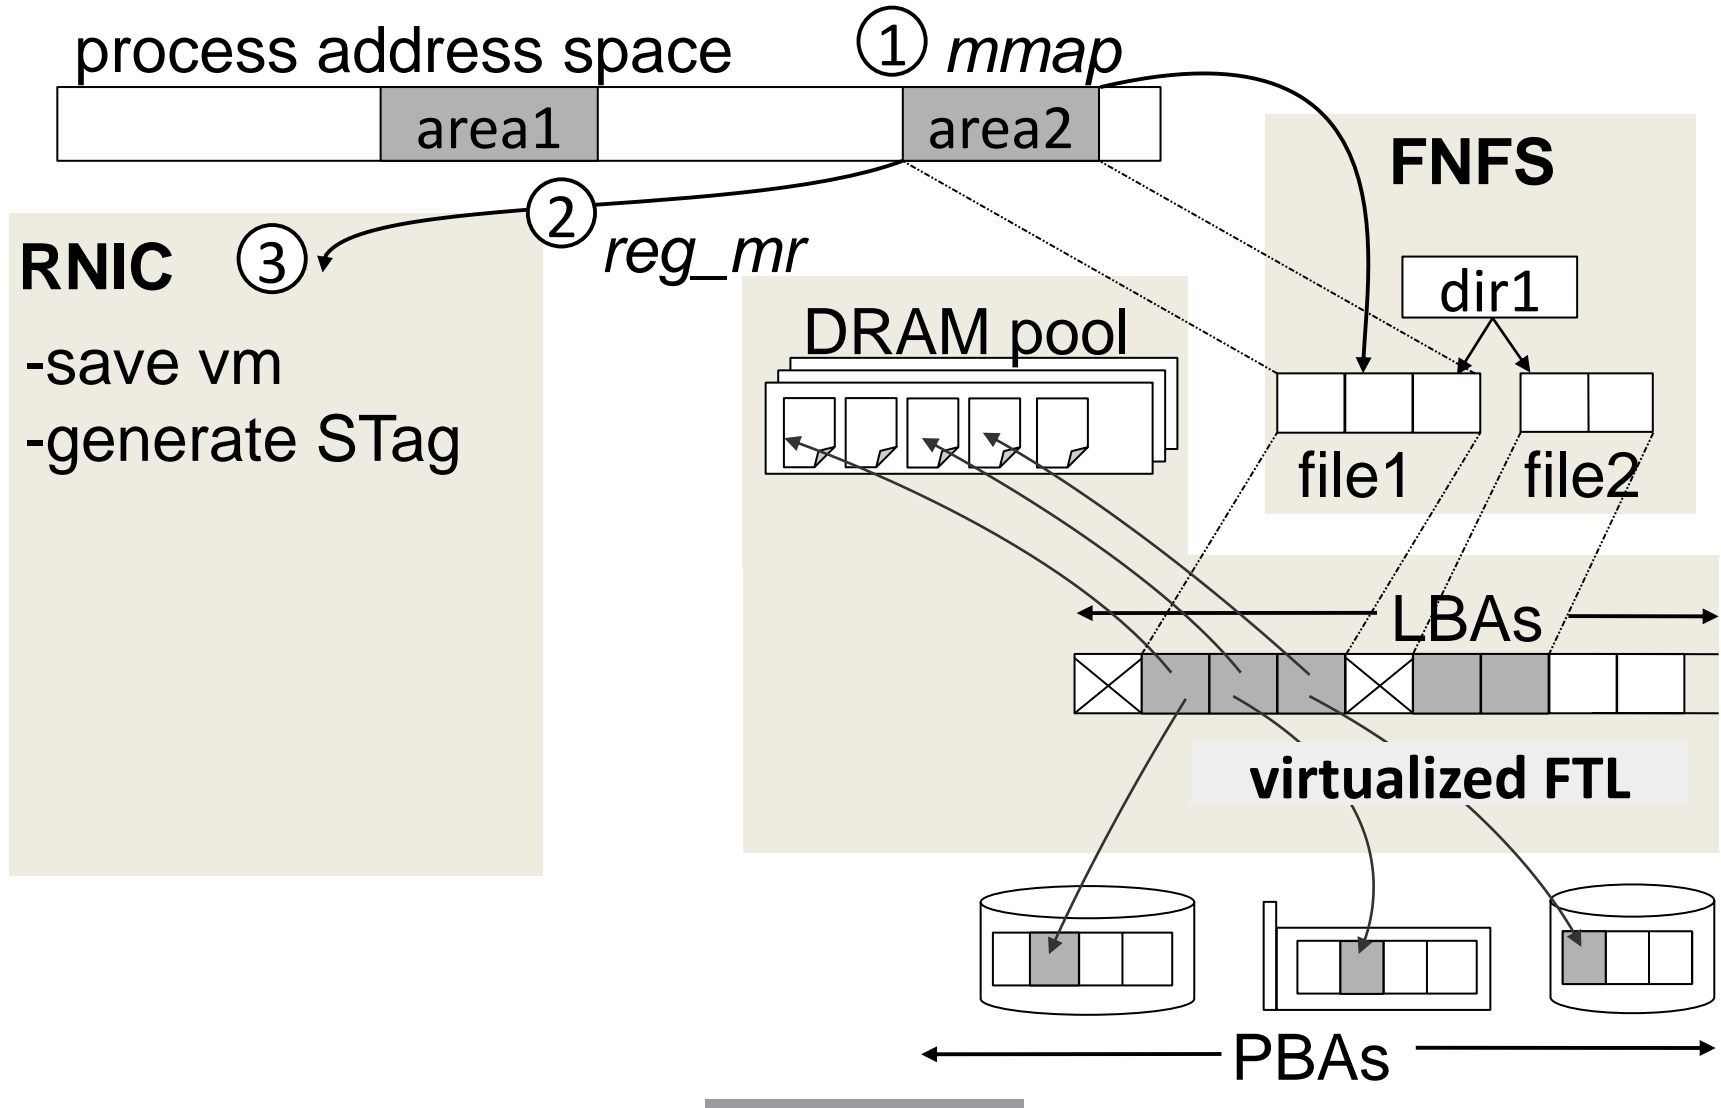 process address space
1 mmap
area1
area2
FNFS
2
reg_mr
RNIC 3
-save vm
-generate STag
DRAM pool
dir1
file1
file2
LBAs
virtualized FTL
PBAs